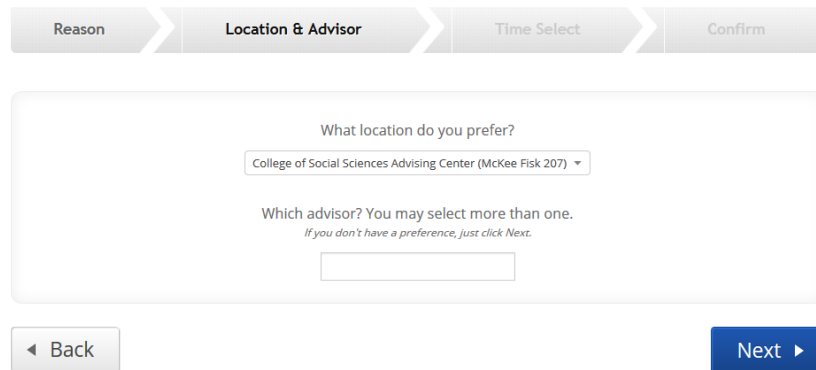 Reason Location & Advisor Time Select Confirm
What location do you prefer?
College of Social Sciences Advising Center (McKee Fisk 207)
Which advisor? You may select more than one.
If you don't have a preference, just click Next.
Back Next